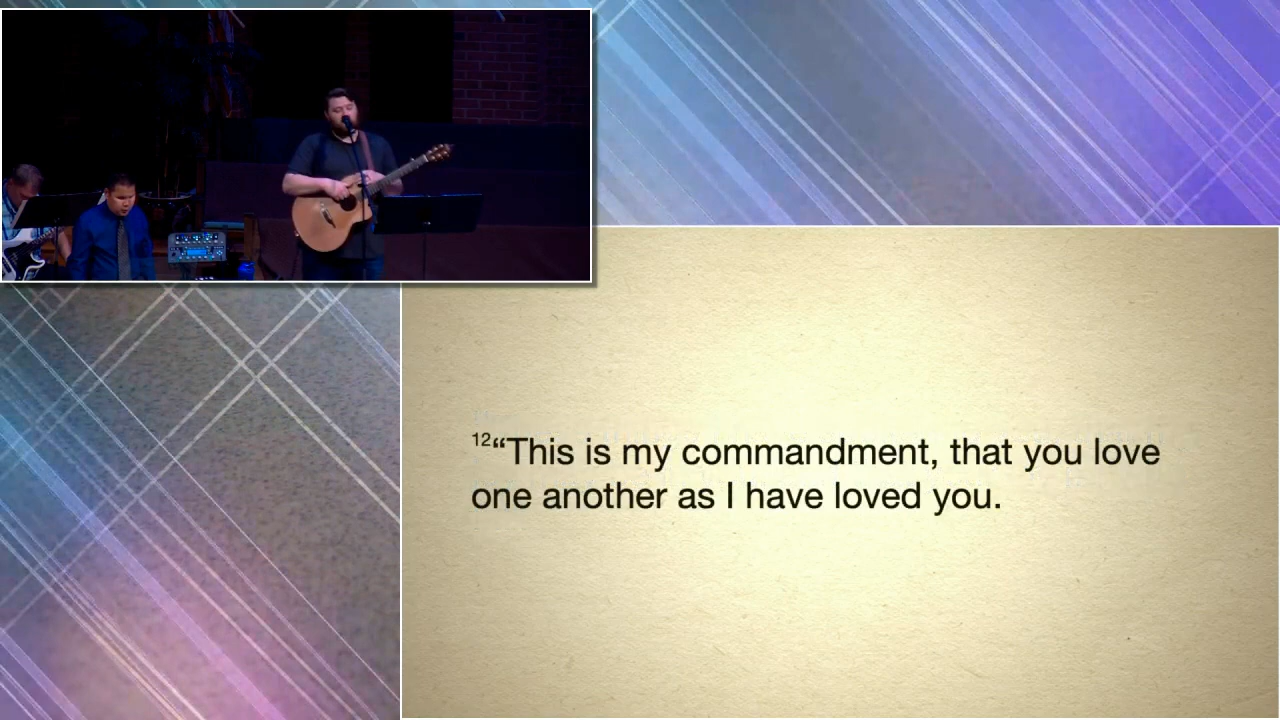 12“This is my commandment, that you love
one another as I have loved you.